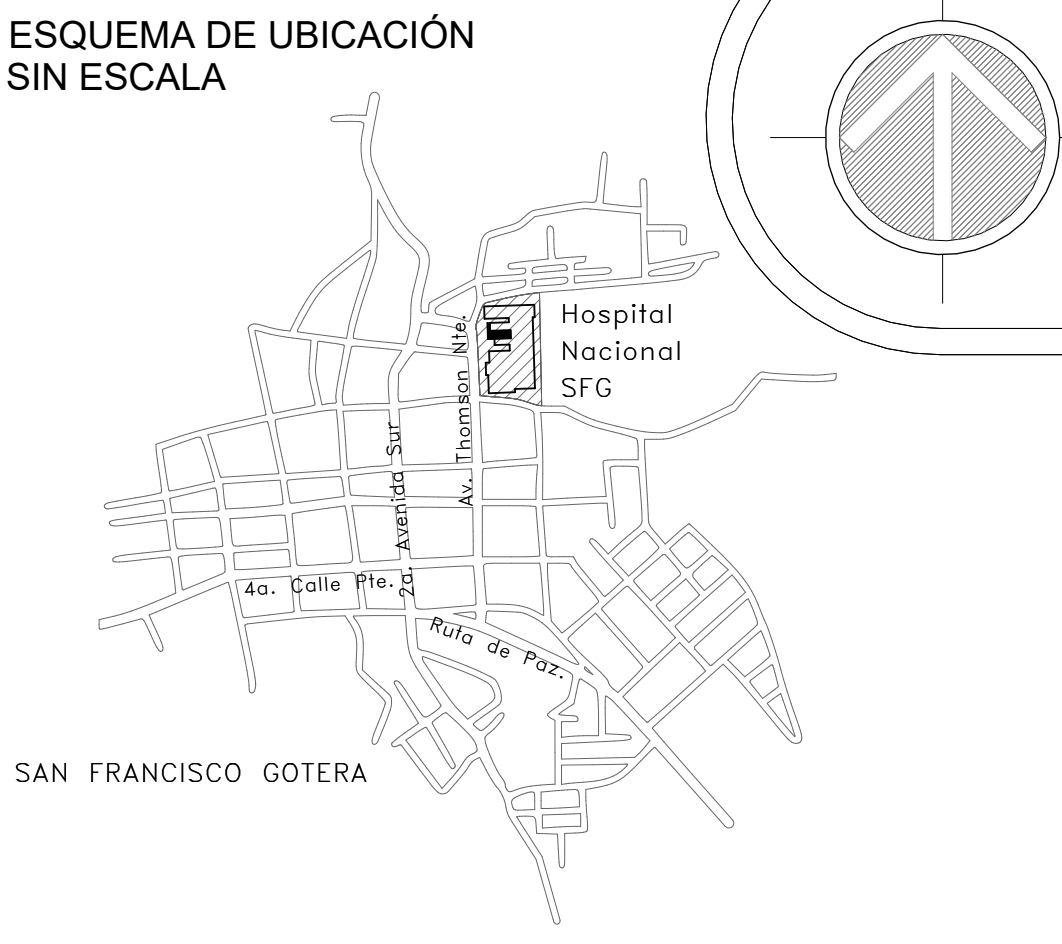 ESQUEMA DE UBICACIÓN
SIN ESCALA
Hospital
Nacional
SFG
Av. Thomson Nte.
2a. Avenida Sur
4a. Calle Pte.
Ruta de Paz.
SAN FRANCISCO GOTERA